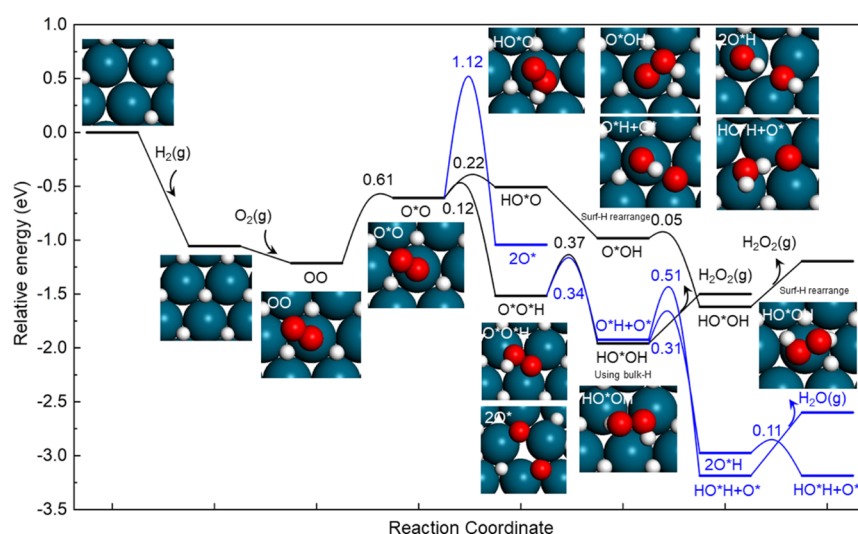 1.0
0.5
0.0
-0.5
-1.0
-1.5
-2.0
-2.5
-3.0
-3.5
Relative energy (eV)
Reaction Coordinate
H2(g)
O2(g)
OO
OO
0.61
O*O
O*O
1.12
0.22
0.12
HO*O
HO*O
2O*
O*O*H
O*O*H
2O*
0.37
0.34
Surf-H rearrange
O*OH
O*OH
O*H+O*
O*H+O*
HO*OH
Using bulk-H
HO*OH
0.05
0.51
0.31
2O*H
HO*H+O*
H2O2(g)
HO*OH
H2O2(g)
Surf-H rearrange
HO*OH
H2O(g)
0.11
2O*H
HO*H+O*
HO*H+O*